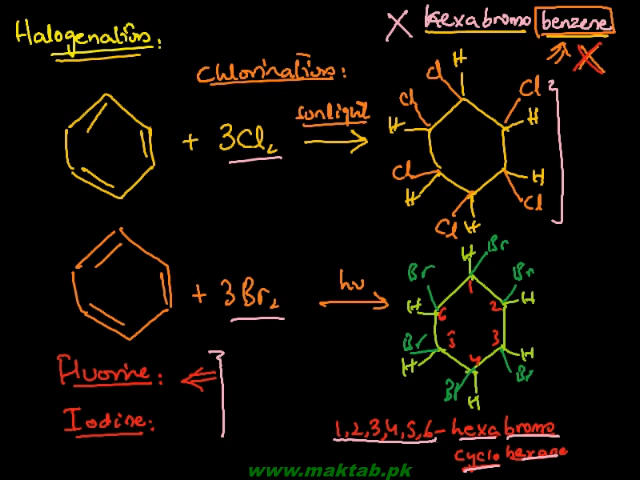 Halogenation:
X Hexabromo benzene
X
Chlorination:
+ 3Cl₂ sunlight
H Cl Cl Cl H H Cl H H Cl Cl H
+ 3Br₂ hν
H Br Br Br H H Br H H Br Br H
1 2 3 4 5 6
Fluorine:
Iodine:
1,2,3,4,5,6-hexabromo
cyclo hexane
www.maktab.pk